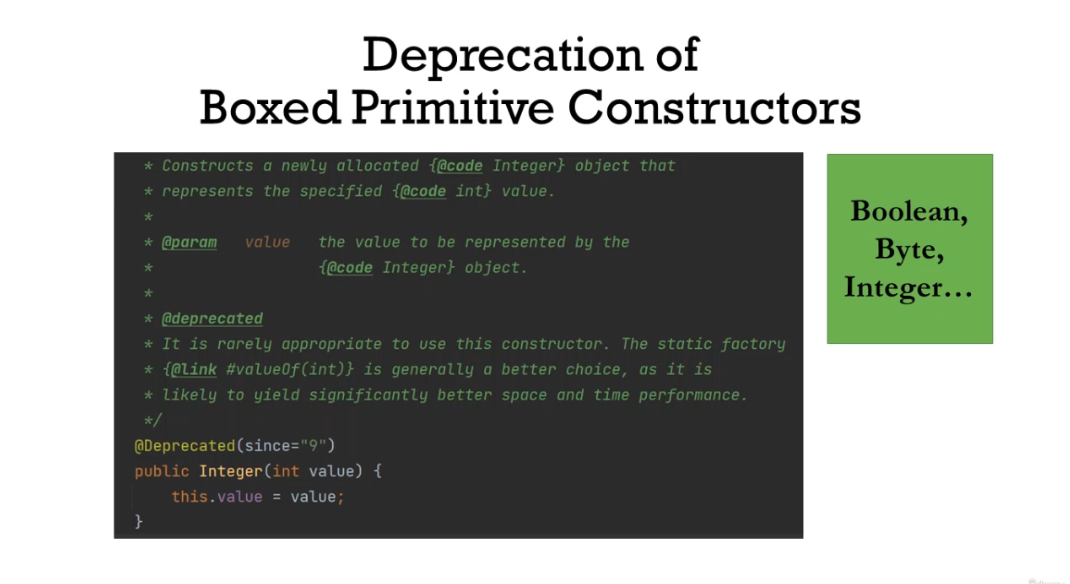 Deprecation of
Boxed Primitive Constructors
* Constructs a newly allocated {@code Integer} object that
* represents the specified {@code int} value.
*
* @param   value   the value to be represented by the
*                  {@code Integer} object.
*
* @deprecated
* It is rarely appropriate to use this constructor. The static factory
* {@link #valueOf(int)} is generally a better choice, as it is
* likely to yield significantly better space and time performance.
*/
@Deprecated(since="9")
public Integer(int value) {
    this.value = value;
}
Boolean,
Byte,
Integer…